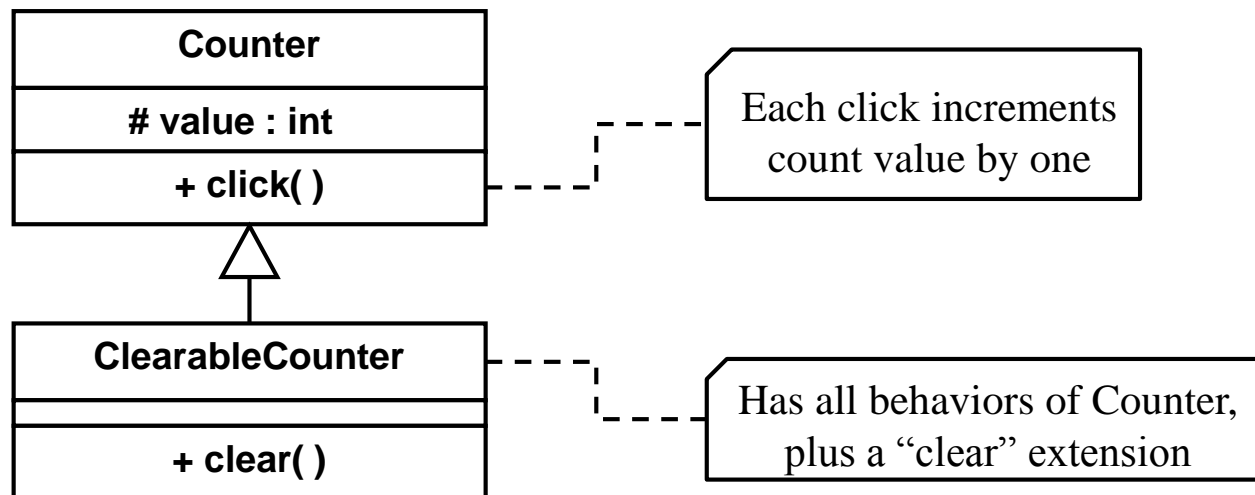 Counter
# value : int
+ click( )
Each click increments
count value by one
ClearableCounter
+ clear( )
Has all behaviors of Counter,
plus a “clear” extension